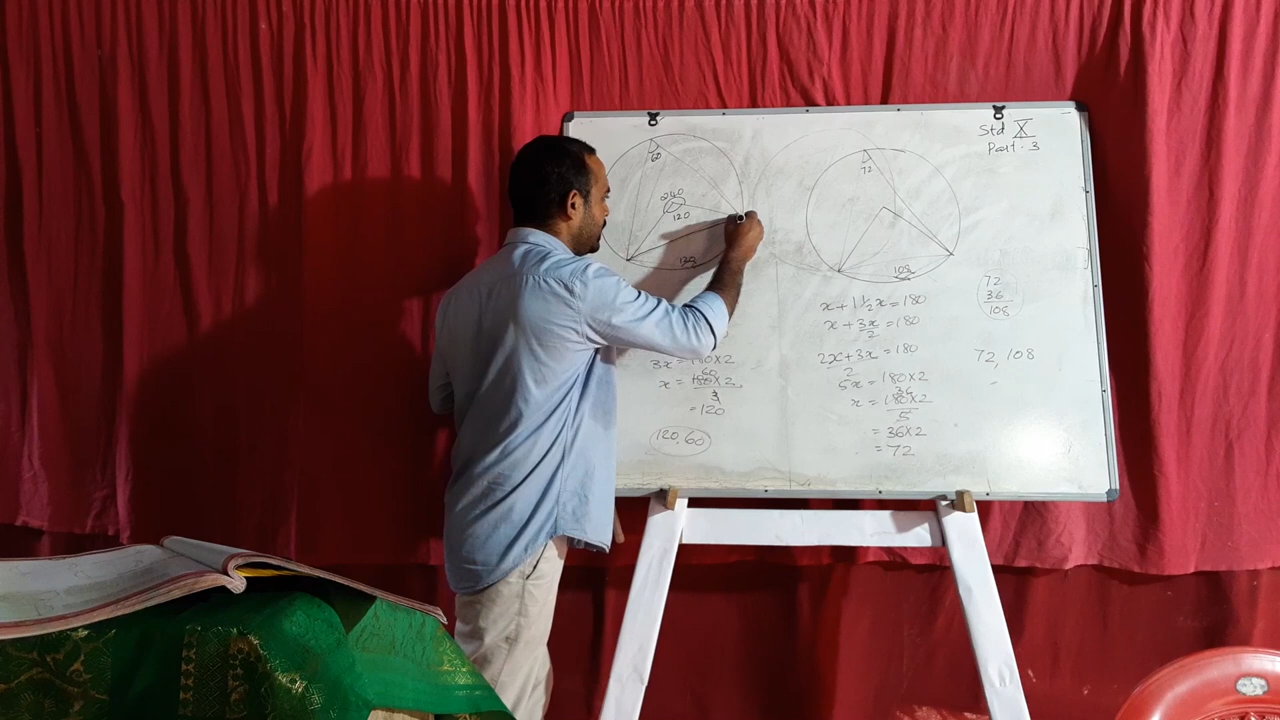 Std X
Part. 3
60
240
120
120
3x = 180×2
x = 180×2
60
3
=120
120,60
72
108
x + 1½x = 180
x + 3x = 180
2
2x+3x = 180
2
5x = 180×2
36
x = 180×2
5
= 36×2
= 72
72
36
108
72, 108